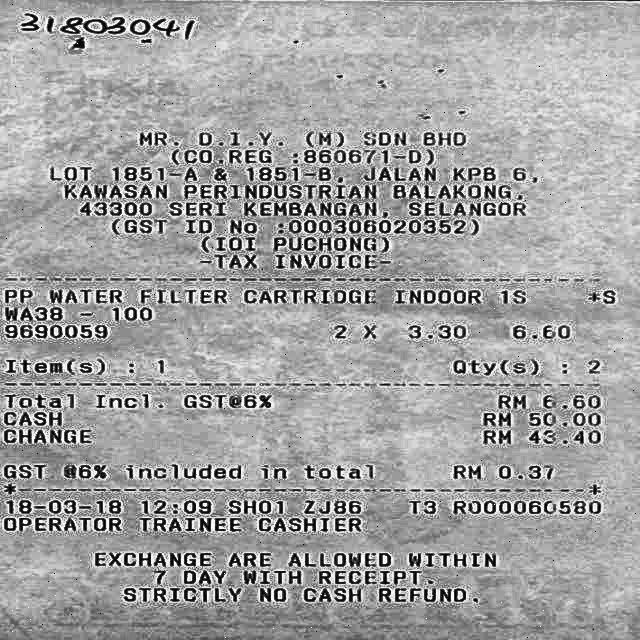 31803041
MR. D.I.Y. (M) SDN BHD
(CO.REG :860671-D)
LOT 1851-A & 1851-B, JALAN KPB 6,
KAWASAN PERINDUSTRIAN BALAKONG,
43300 SERI KEMBANGAN, SELANGOR
(GST ID No :000306020352)
(IOI PUCHONG)
-TAX INVOICE-
PP WATER FILTER CARTRIDGE INDOOR 1S *S
WA38 - 100
9690059 2 X 3.30 6.60
Item(s) : 1 Qty(s) : 2
Total Incl. GST@6% RM 6.60
CASH RM 50.00
CHANGE RM 43.40
GST @6% included in total RM 0.37
18-03-18 12:09 SH01 ZJ86 T3 R000060580
OPERATOR TRAINEE CASHIER
EXCHANGE ARE ALLOWED WITHIN
7 DAY WITH RECEIPT.
STRICTLY NO CASH REFUND.